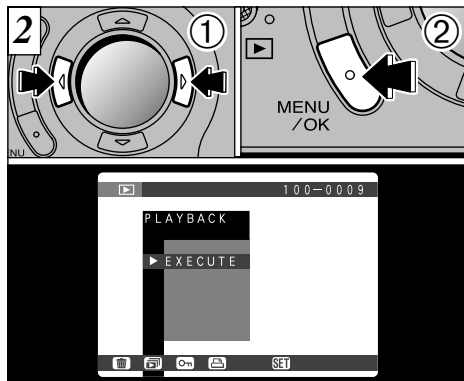 2
1
2
MENU
/OK
NU
100-0009
PLAYBACK
EXECUTE
SET